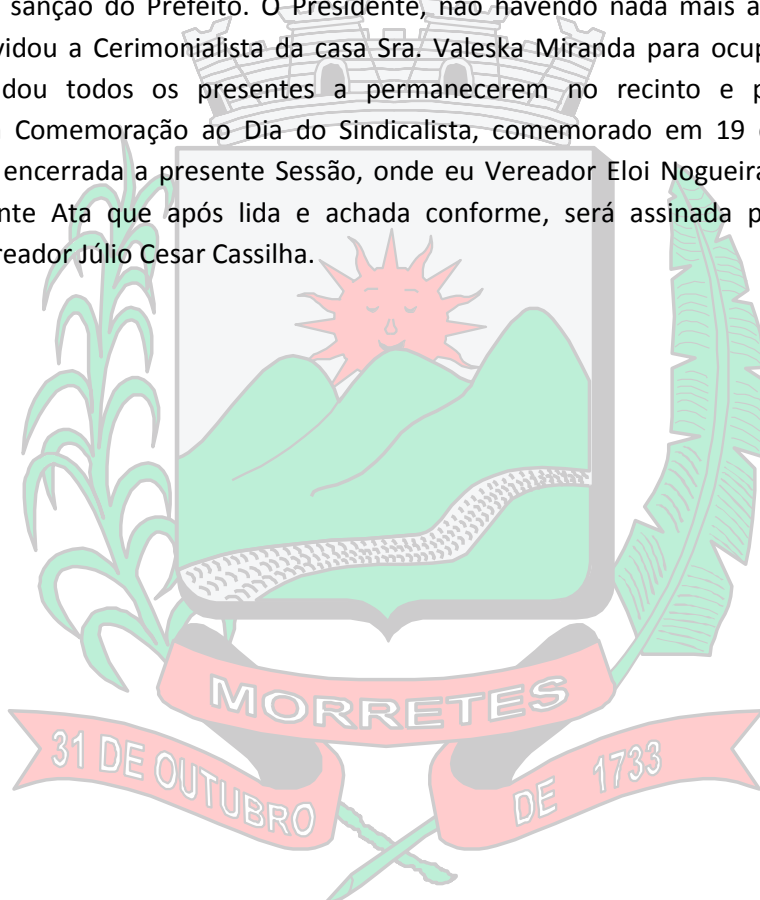 sanção do Prefeito. O Presidente, não havendo nada mais a
vidou a Cerimonialista da casa Sra. Valeska Miranda para ocup
dou todos os presentes a permanecerem no recinto e p
Comemoração ao Dia do Sindicalista, comemorado em 19
encerrada a presente Sessão, onde eu Vereador Eloi Nogueira
nte Ata que após lida e achada conforme, será assinada p
reador Júlio Cesar Cassilha.
MORRETES
31 DE OUTUBRO DE 1733